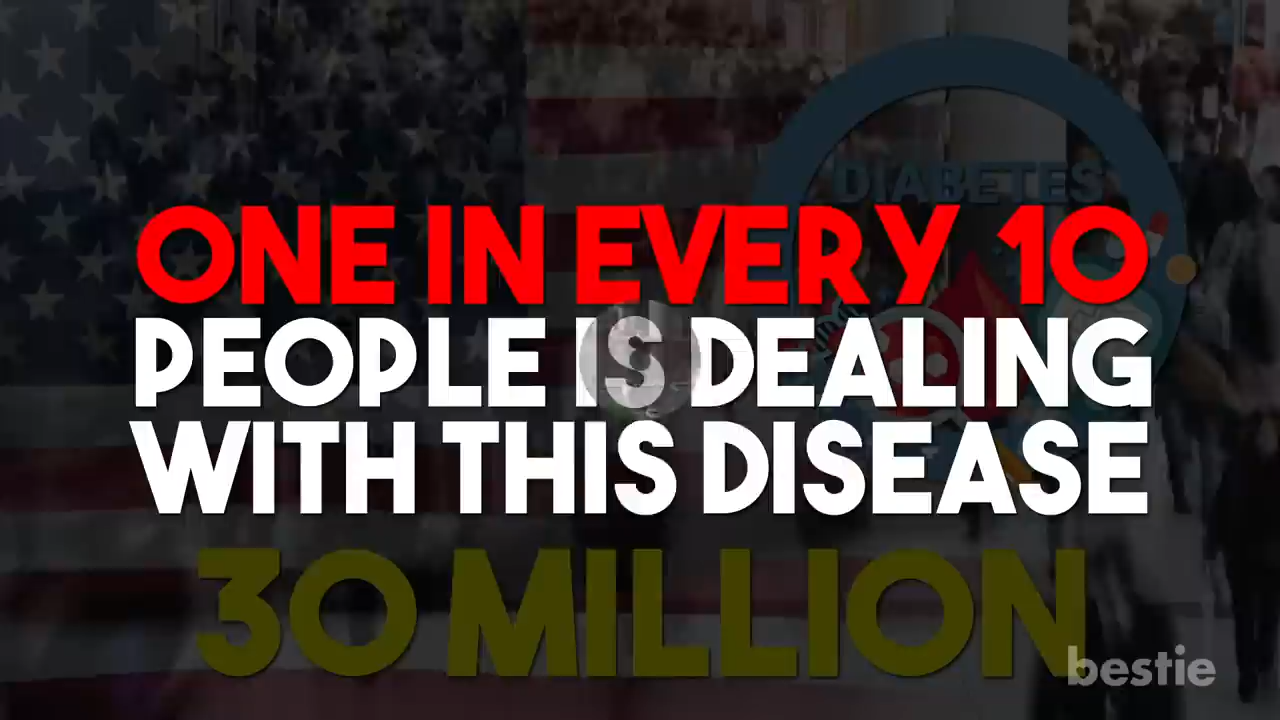 DIABETES
ONE IN EVERY 10
PEOPLE IS DEALING
WITH THIS DISEASE
30 MILLION
bestie